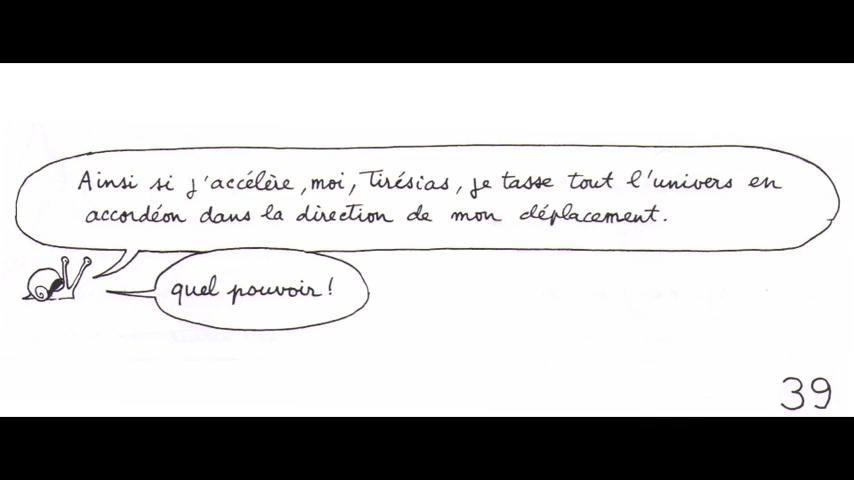 Ainsi si j'accélère, moi, Tirésias, je tasse tout l'univers en
accordéon dans la direction de mon déplacement.
quel pouvoir !
39